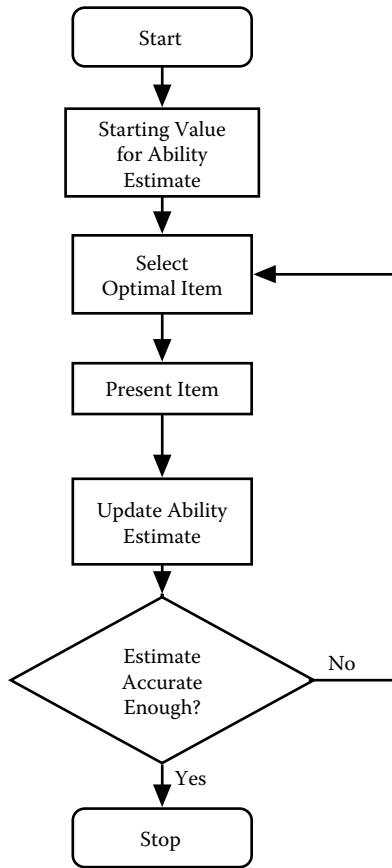 Start
Starting Value
for Ability
Estimate
Select
Optimal Item
Present Item
Update Ability
Estimate
Estimate
Accurate
Enough?
No
Yes
Stop